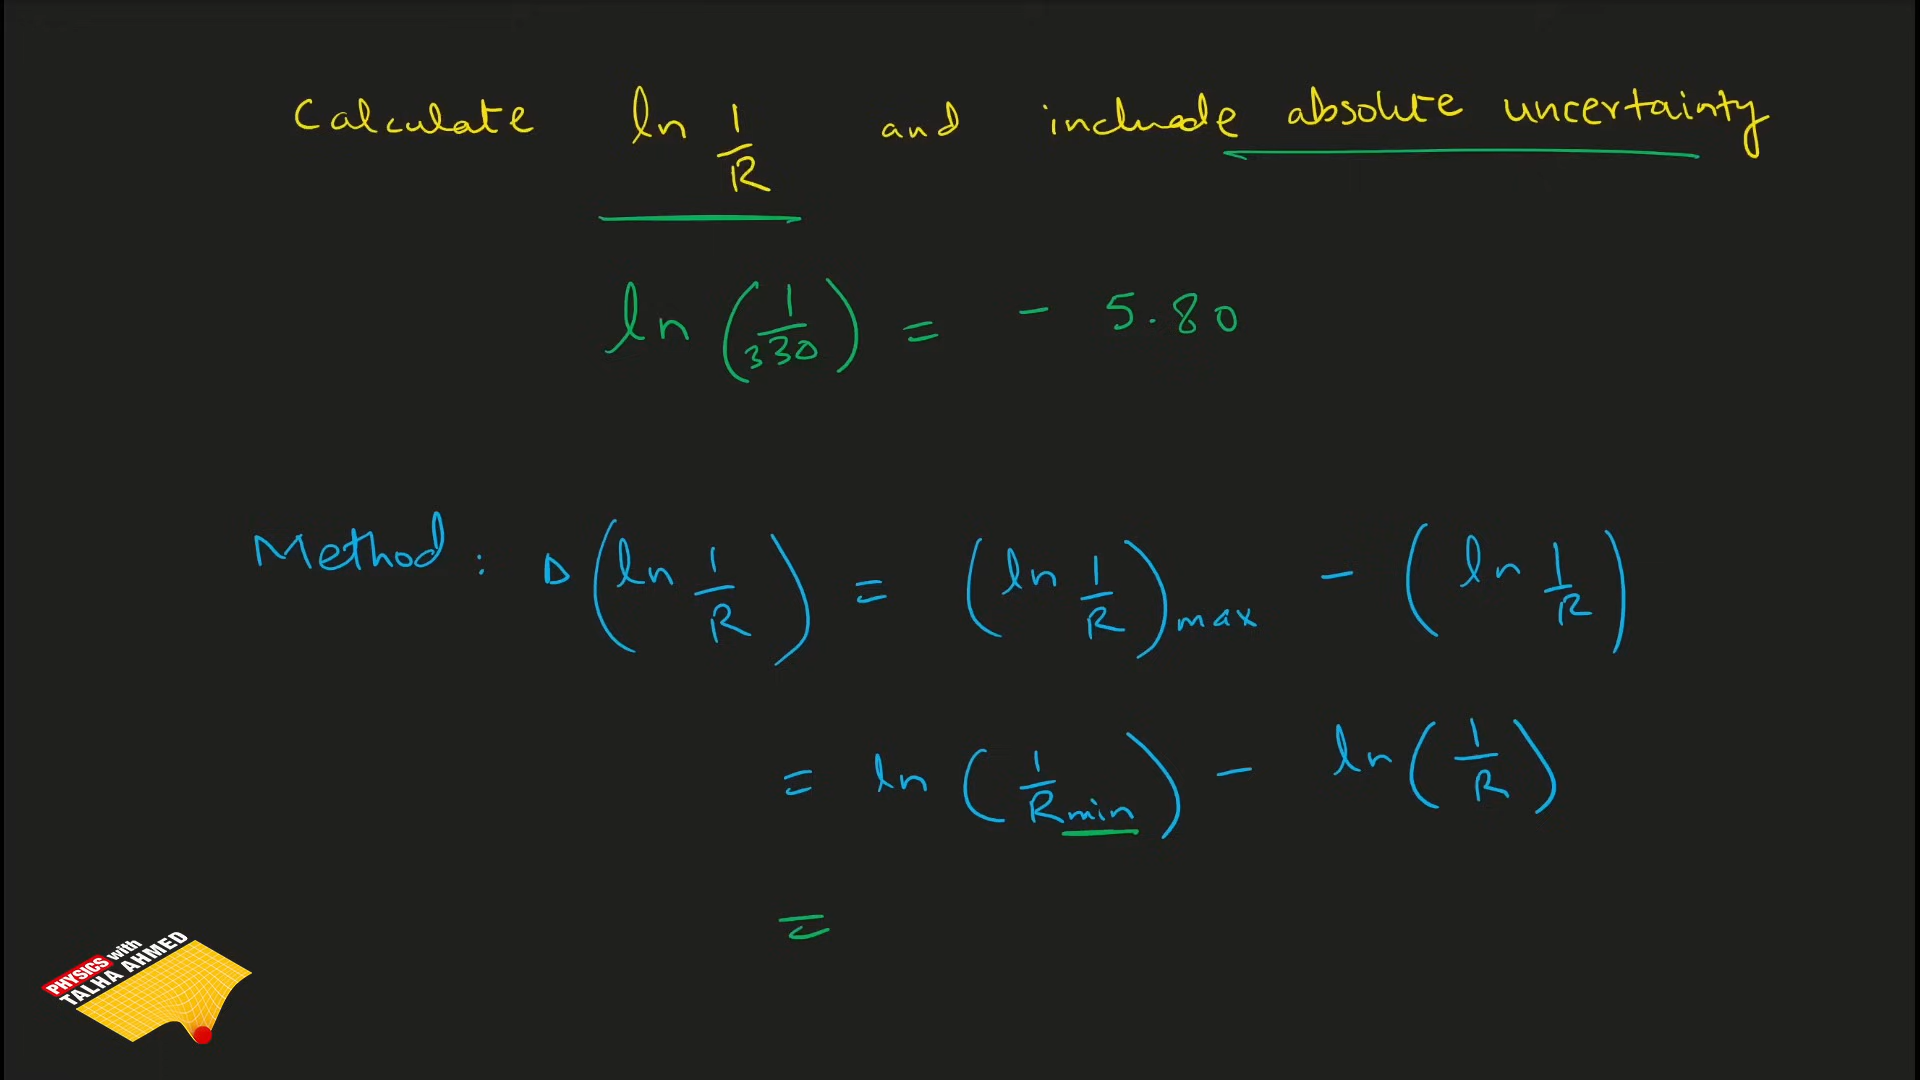 Calculate ln 1/R and include absolute uncertainty
ln (1/330) = - 5.80
Method: Δ(ln 1/R) = (ln 1/R)max - (ln 1/R)
= ln (1/Rmin) - ln (1/R)
=
PHYSICS with
TALHA AHMED